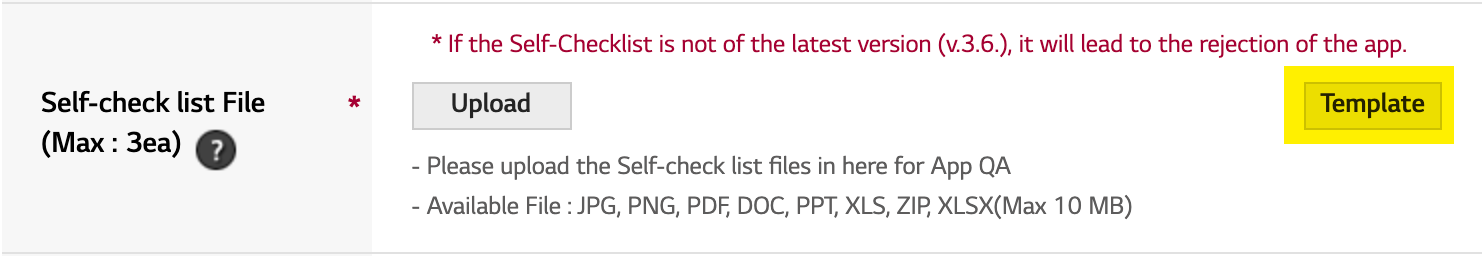 * If the Self-Checklist is not of the latest version (v.3.6.), it will lead to the rejection of the app.
Self-check list File *
(Max : 3ea) ?
Upload
Template
- Please upload the Self-check list files in here for App QA
- Available File : JPG, PNG, PDF, DOC, PPT, XLS, ZIP, XLSX(Max 10 MB)